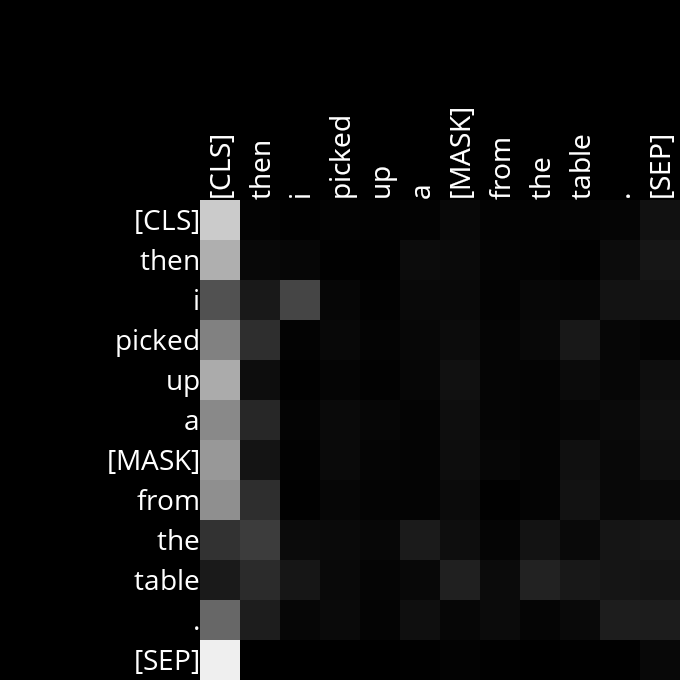 [CLS] then i picked up a [MASK] from the table . [SEP]
[CLS]
then
i
picked
up
a
[MASK]
from
the
table
.
[SEP]